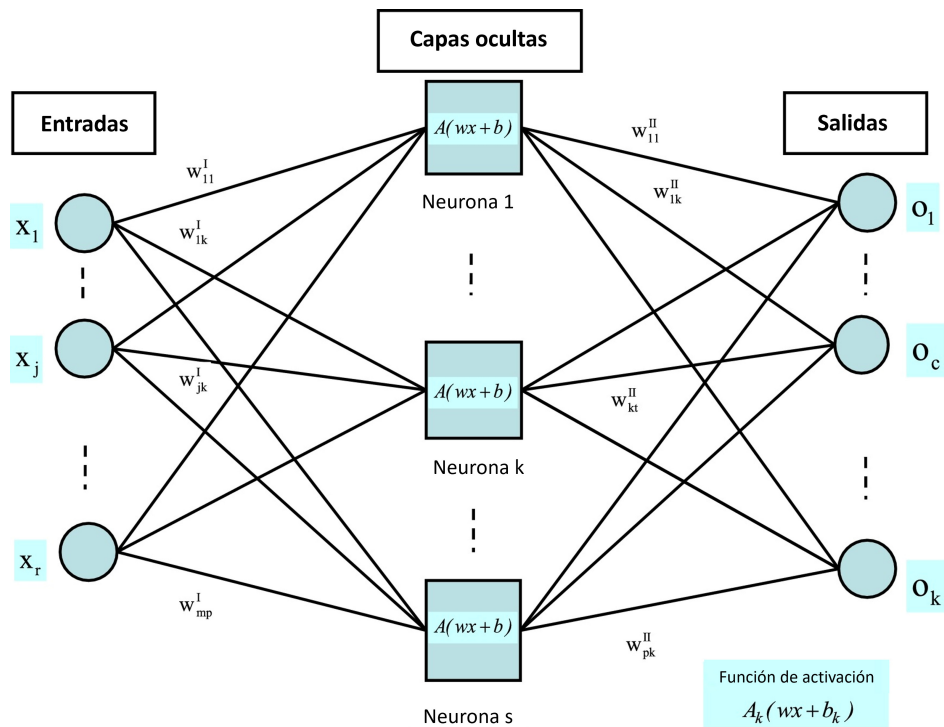 Capas ocultas
Entradas
Salidas
A(wx+b)
Neurona 1
w^I_11
w^I_1k
w^II_11
w^II_1k
x_1
o_1
x_j
o_c
w^I_jk
A(wx+b)
w^II_kt
Neurona k
x_r
o_k
w^I_mp
A(wx+b)
w^II_pk
Neurona s
Función de activación
A_k(wx+b_k)